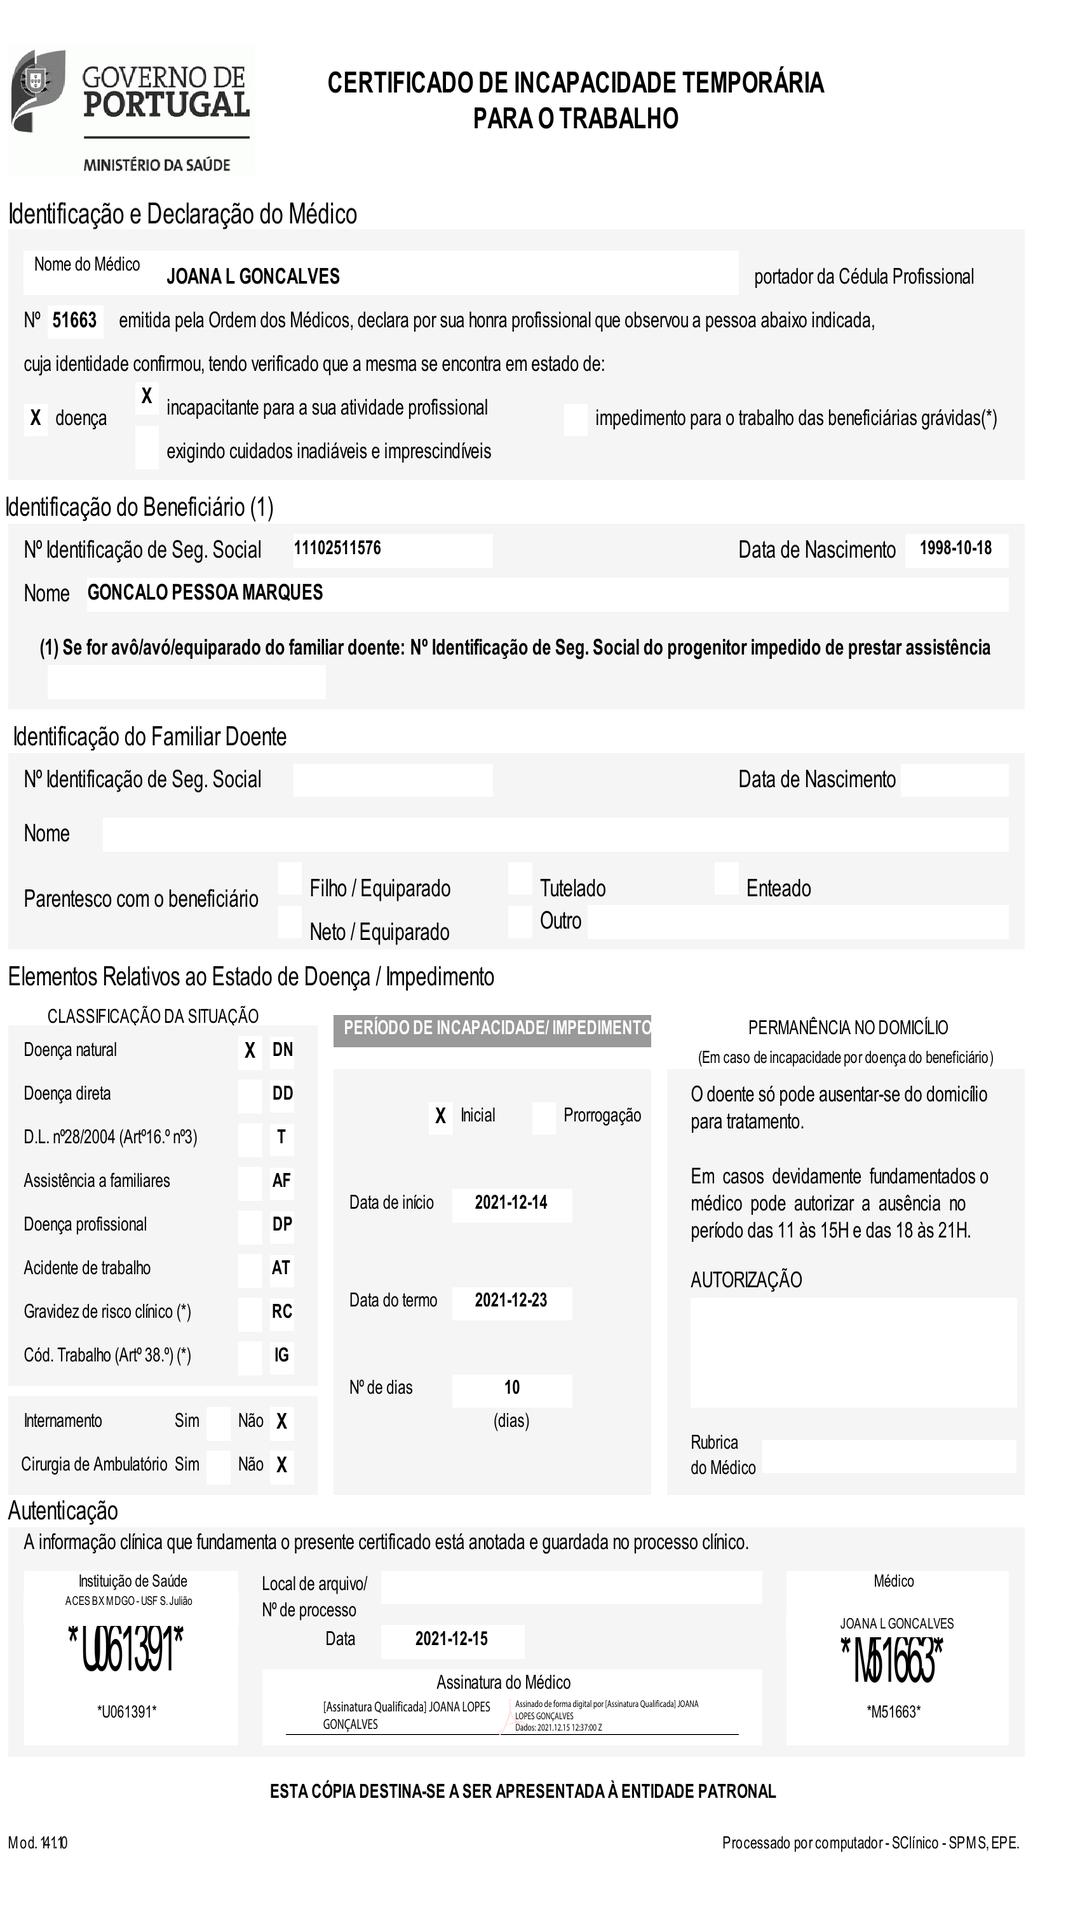 GOVERNO DE
PORTUGAL
MINISTÉRIO DA SAÚDE
CERTIFICADO DE INCAPACIDADE TEMPORÁRIA
PARA O TRABALHO
Identificação e Declaração do Médico
Nome do Médico JOANA L GONCALVES portador da Cédula Profissional
Nº 51663 emitida pela Ordem dos Médicos, declara por sua honra profissional que observou a pessoa abaixo indicada,
cuja identidade confirmou, tendo verificado que a mesma se encontra em estado de:
X doença
X incapacitante para a sua atividade profissional
impedimento para o trabalho das beneficiárias grávidas(*)
exigindo cuidados inadiáveis e imprescindíveis
Identificação do Beneficiário (1)
Nº Identificação de Seg. Social 11102511576 Data de Nascimento 1998-10-18
Nome GONCALO PESSOA MARQUES
(1) Se for avô/avó/equiparado do familiar doente: Nº Identificação de Seg. Social do progenitor impedido de prestar assistência
Identificação do Familiar Doente
Nº Identificação de Seg. Social Data de Nascimento
Nome
Parentesco com o beneficiário
Filho / Equiparado Tutelado Enteado
Neto / Equiparado Outro
Elementos Relativos ao Estado de Doença / Impedimento
CLASSIFICAÇÃO DA SITUAÇÃO
Doença natural X DN
Doença direta DD
D.L. nº28/2004 (Artº16.º nº3) T
Assistência a familiares AF
Doença profissional DP
Acidente de trabalho AT
Gravidez de risco clínico (*) RC
Cód. Trabalho (Artº 38.º) (*) IG
Internamento Sim Não X
Cirurgia de Ambulatório Sim Não X
PERÍODO DE INCAPACIDADE/ IMPEDIMENTO
X Inicial Prorrogação
Data de início 2021-12-14
Data do termo 2021-12-23
Nº de dias 10
(dias)
PERMANÊNCIA NO DOMICÍLIO
(Em caso de incapacidade por doença do beneficiário)
O doente só pode ausentar-se do domicílio
para tratamento.
Em casos devidamente fundamentados o
médico pode autorizar a ausência no
período das 11 às 15H e das 18 às 21H.
AUTORIZAÇÃO
Rubrica
do Médico
Autenticação
A informação clínica que fundamenta o presente certificado está anotada e guardada no processo clínico.
Instituição de Saúde
ACES BX MDGO - USF S. Julião
*U061391*
*U061391*
Local de arquivo/
Nº de processo
Data 2021-12-15
Assinatura do Médico
[Assinatura Qualificada] JOANA LOPES
GONÇALVES
Assinado de forma digital por [Assinatura Qualificada] JOANA
LOPES GONÇALVES
Dados: 2021.12.15 12:37:00 Z
Médico
JOANA L GONCALVES
*M51663*
*M51663*
ESTA CÓPIA DESTINA-SE A SER APRESENTADA À ENTIDADE PATRONAL
Mod. 141.10
Processado por computador - SClínico - SPMS, EPE.